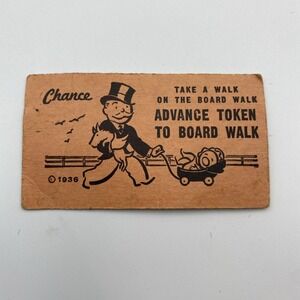 Chance
TAKE A WALK
ON THE BOARD WALK
ADVANCE TOKEN
TO BOARD WALK
© 1936